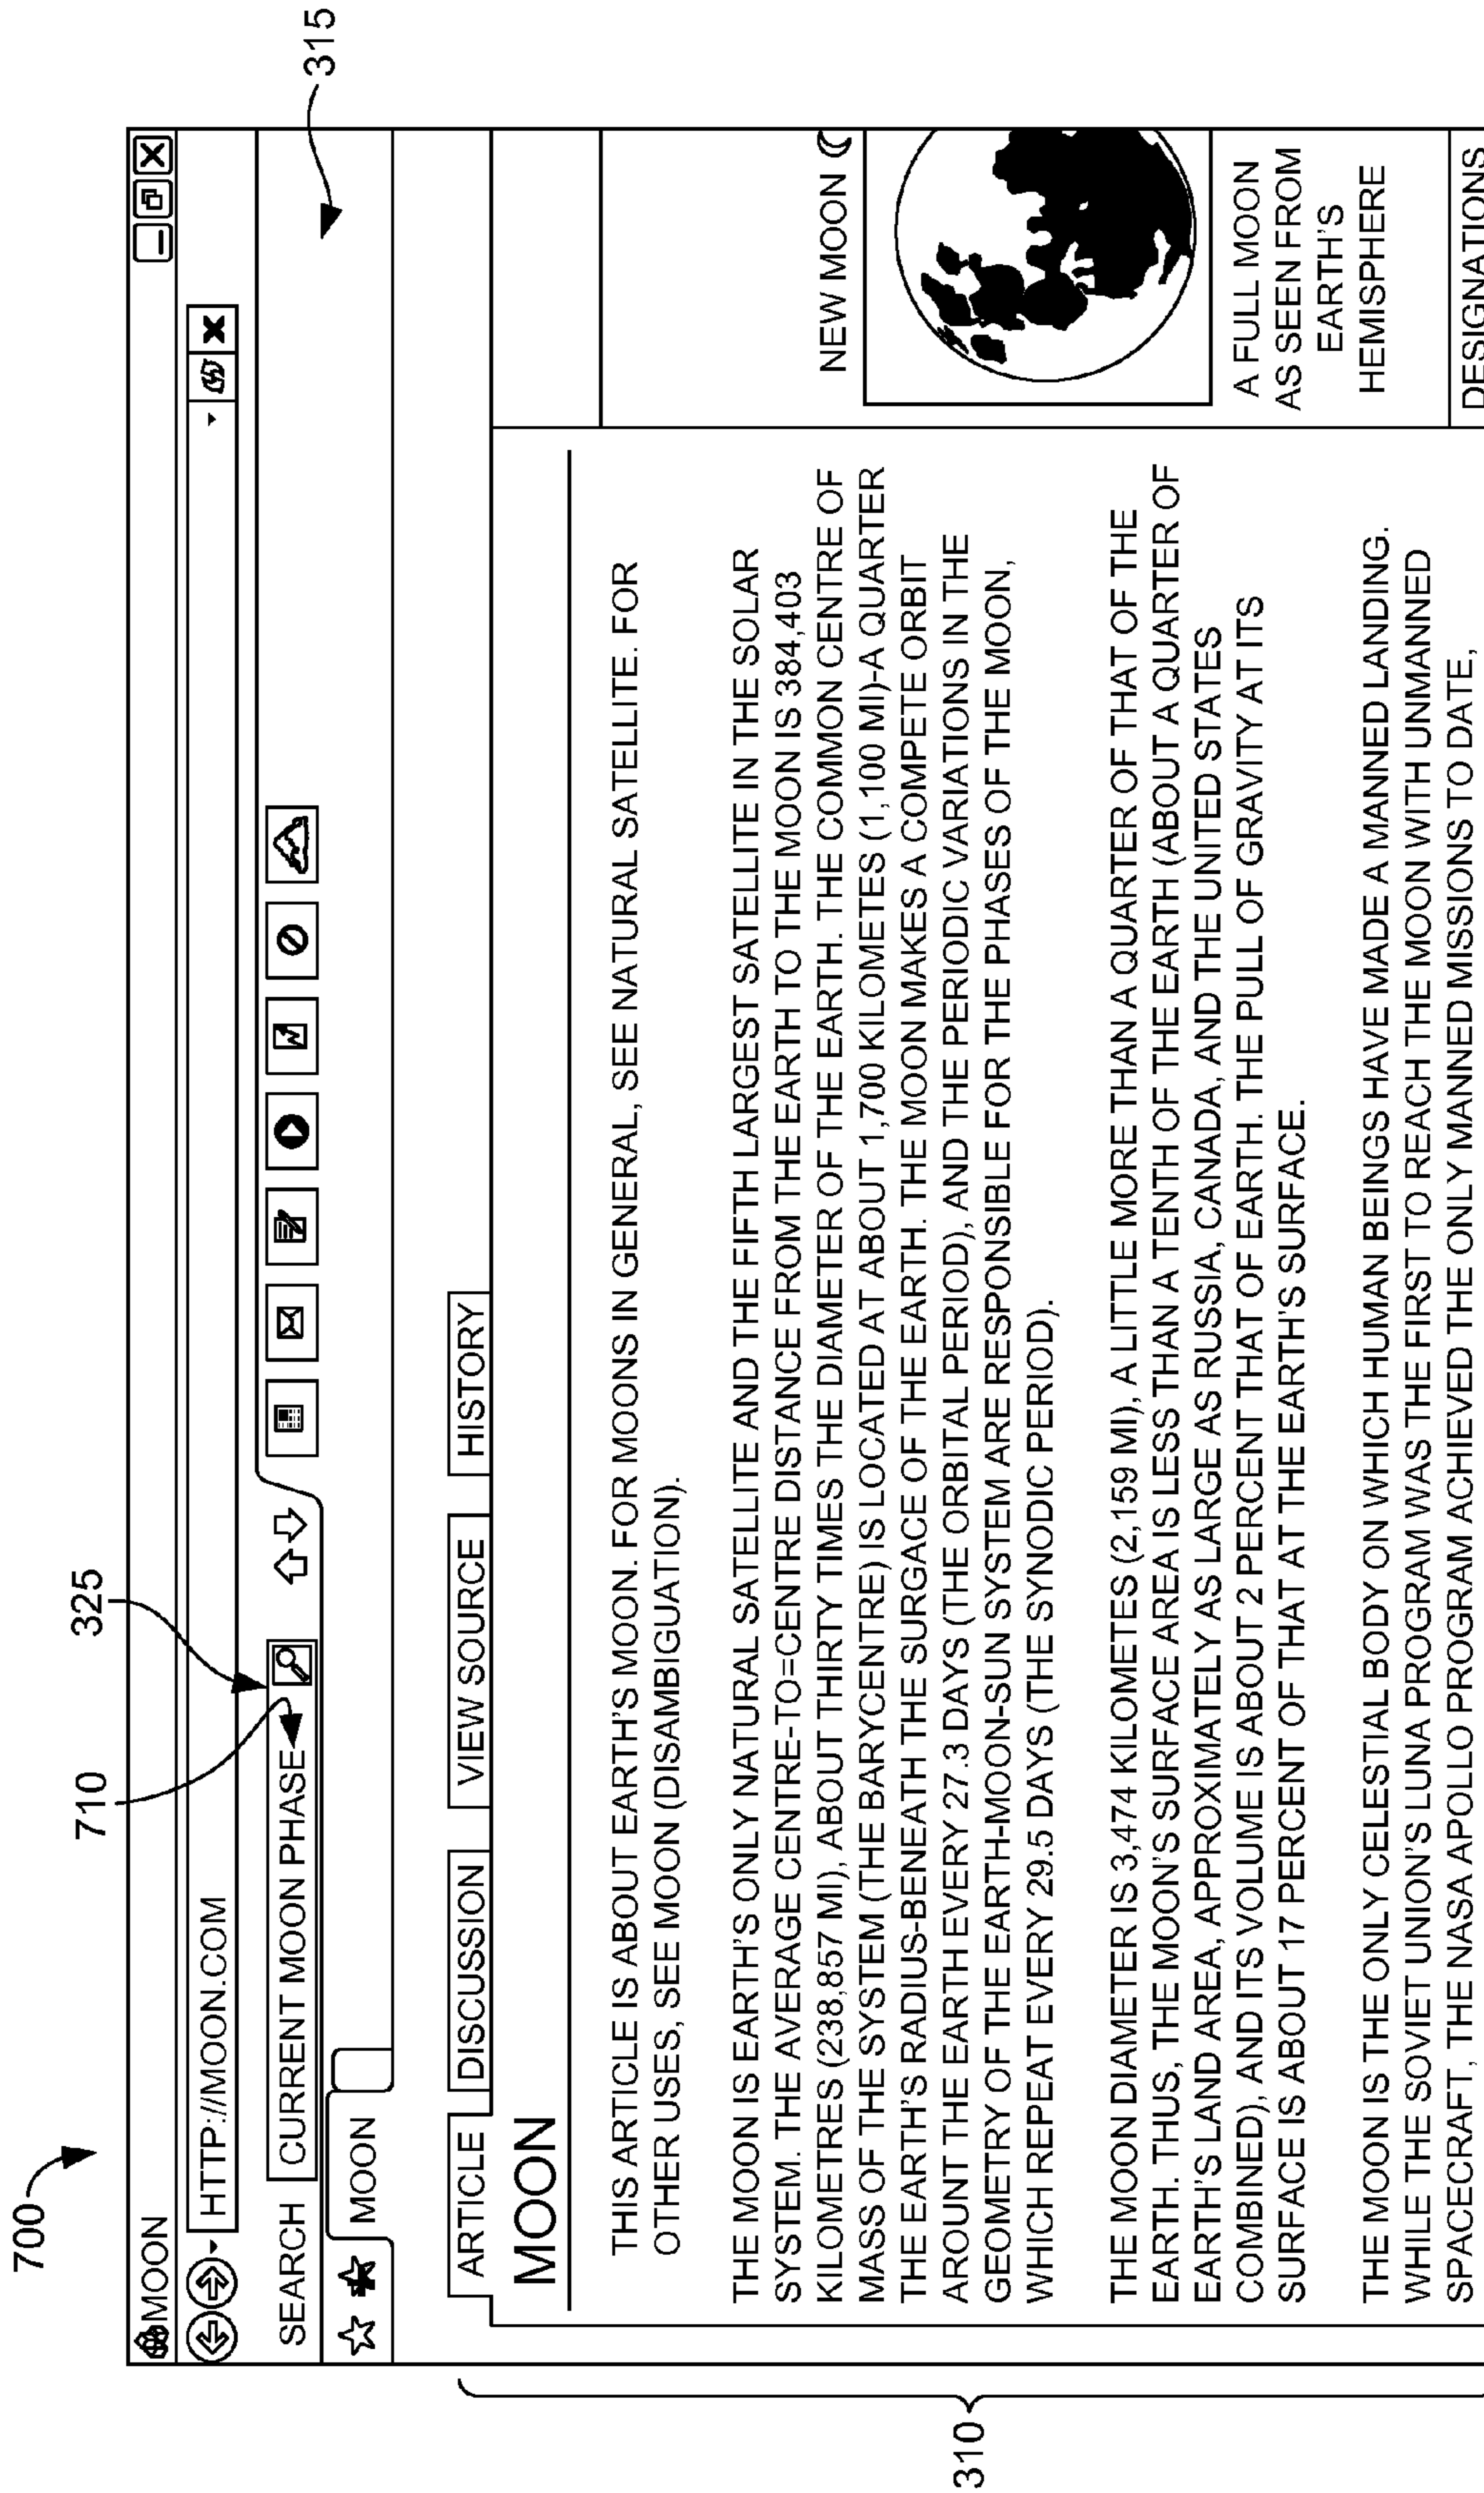 700
710
325
315
310
MOON
HTTP://MOON.COM
SEARCH CURRENT MOON PHASE
MOON
ARTICLE DISCUSSION VIEW SOURCE HISTORY
MOON
THIS ARTICLE IS ABOUT EARTH'S MOON. FOR MOONS IN GENERAL, SEE NATURAL SATELLITE. FOR
OTHER USES, SEE MOON (DISAMBIGUATION).
THE MOON IS EARTH'S ONLY NATURAL SATELLITE AND THE FIFTH LARGEST SATELLITE IN THE SOLAR
SYSTEM. THE AVERAGE CENTRE-TO=CENTRE DISTANCE FROM THE EARTH TO THE MOON IS 384,403
KILOMETRES (238,857 MI), ABOUT THIRTY TIMES THE DIAMETER OF THE EARTH. THE COMMON CENTRE OF
MASS OF THE SYSTEM (THE BARYCENTRE) IS LOCATED AT ABOUT 1,700 KILOMETES (1,100 MI)-A QUARTER
THE EARTH'S RADIUS-BENEATH THE SURGACE OF THE EARTH. THE MOON MAKES A COMPETE ORBIT
AROUNT THE EARTH EVERY 27.3 DAYS (THE ORBITAL PERIOD), AND THE PERIODIC VARIATIONS IN THE
GEOMETRY OF THE EARTH-MOON-SUN SYSTEM ARE RESPONSIBLE FOR THE PHASES OF THE MOON,
WHICH REPEAT EVERY 29.5 DAYS (THE SYNODIC PERIOD).
THE MOON DIAMETER IS 3,474 KILOMETES (2,159 MI), A LITTLE MORE THAN A QUARTER OF THAT OF THE
EARTH. THUS, THE MOON'S SURFACE AREA IS LESS THAN A TENTH OF THE EARTH (ABOUT A QUARTER OF
EARTH'S LAND AREA, APPROXIMATELY AS LARGE AS RUSSIA, CANADA, AND THE UNITED STATES
COMBINED), AND ITS VOLUME IS ABOUT 2 PERCENT THAT OF EARTH. THE PULL OF GRAVITY AT ITS
SURFACE IS ABOUT 17 PERCENT OF THAT AT THE EARTH'S SURFACE.
THE MOON IS THE ONLY CELESTIAL BODY ON WHICH HUMAN BEINGS HAVE MADE A MANNED LANDING.
WHILE THE SOVIET UNION'S LUNA PROGRAM WAS THE FIRST TO REACH THE MOON WITH UNMANNED
SPACECRAFT, THE NASA APOLLO PROGRAM ACHIEVED THE ONLY MANNED MISSIONS TO DATE,
NEW MOON
A FULL MOON
AS SEEN FROM
EARTH'S
HEMISPHERE
DESIGNATIONS